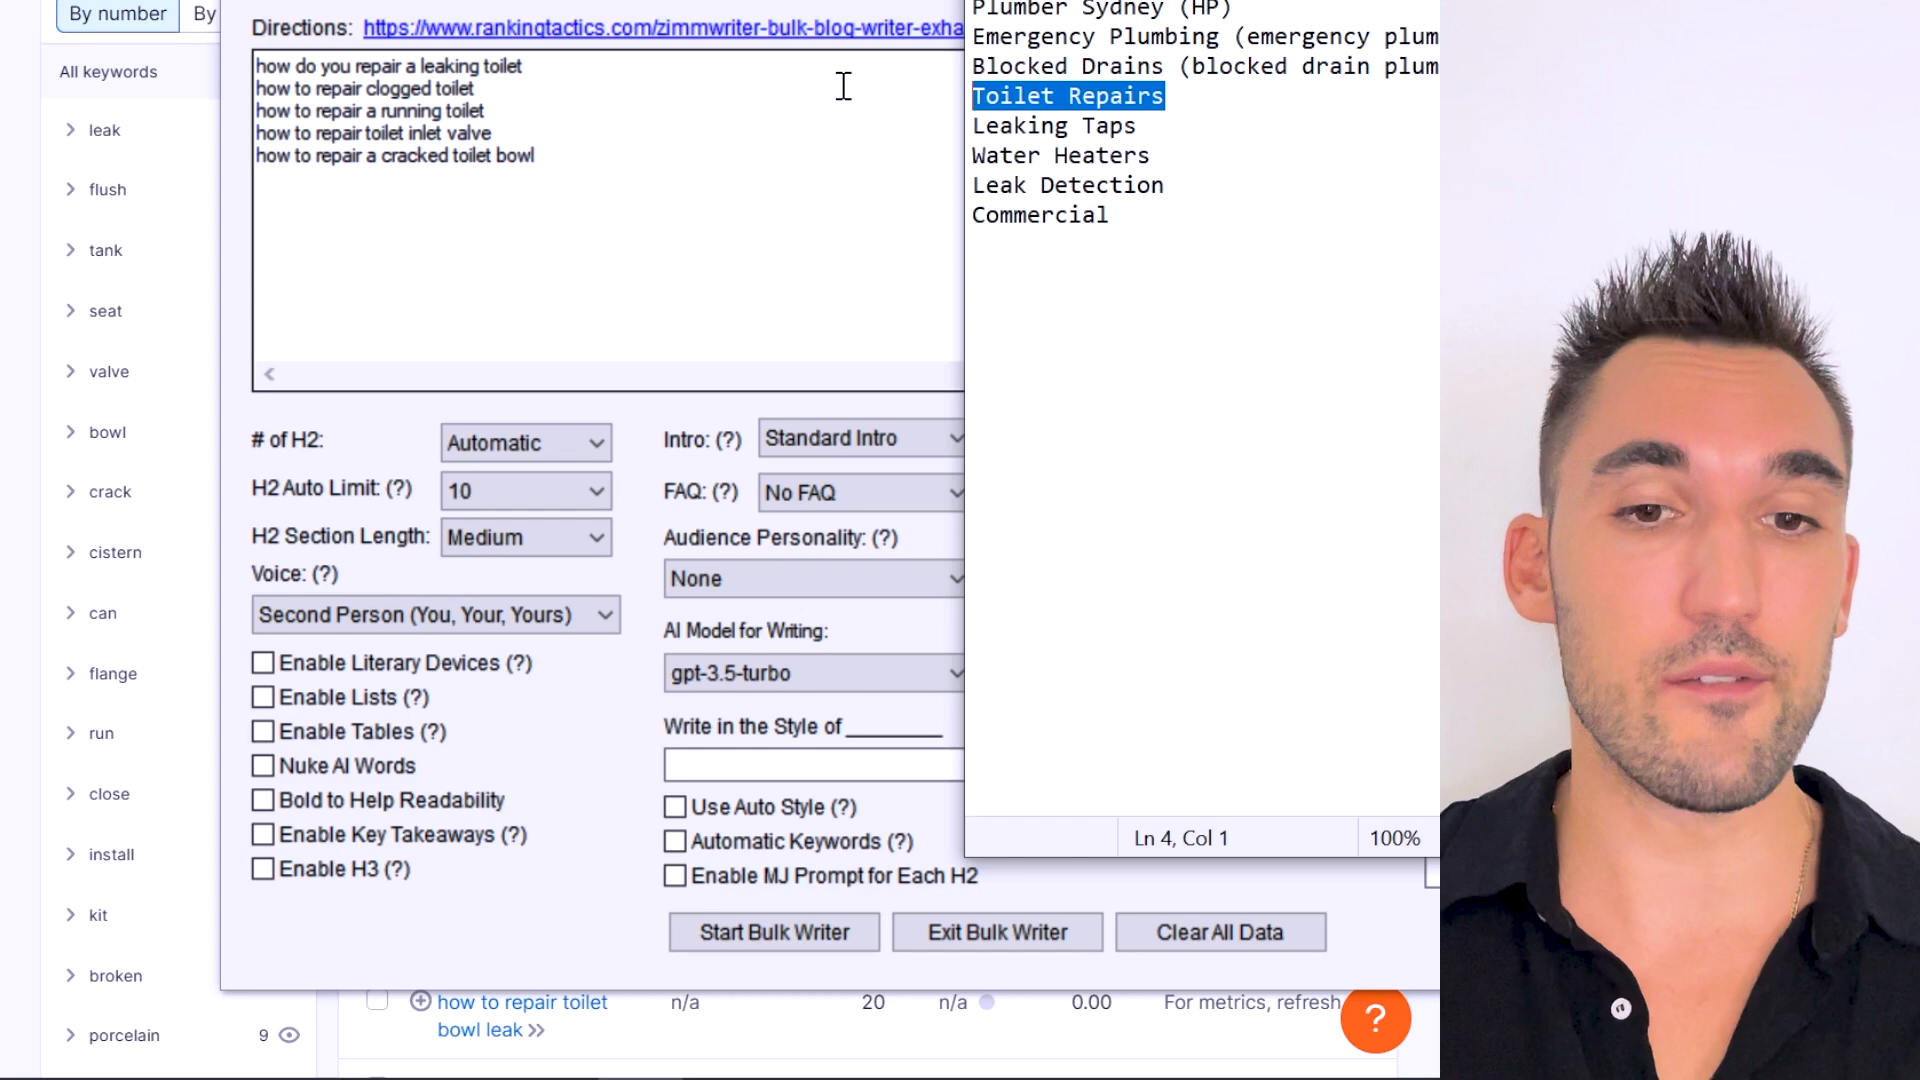 By number By
All keywords
leak
flush
tank
seat
valve
bowl
crack
cistern
can
flange
run
close
install
kit
broken
porcelain 9
Directions: https://www.rankingtactics.com/zimmwriter-bulk-blog-writer-exha
how do you repair a leaking toilet
how to repair clogged toilet
how to repair a running toilet
how to repair toilet inlet valve
how to repair a cracked toilet bowl
# of H2: Automatic
H2 Auto Limit: (?) 10
H2 Section Length: Medium
Voice: (?)
Second Person (You, Your, Yours)
Enable Literary Devices (?)
Enable Lists (?)
Enable Tables (?)
Nuke AI Words
Bold to Help Readability
Enable Key Takeaways (?)
Enable H3 (?)
Intro: (?) Standard Intro
FAQ: (?) No FAQ
Audience Personality: (?)
None
AI Model for Writing:
gpt-3.5-turbo
Write in the Style of ________
Use Auto Style (?)
Automatic Keywords (?)
Enable MJ Prompt for Each H2
Start Bulk Writer Exit Bulk Writer Clear All Data
Plumber Sydney (HP)
Emergency Plumbing (emergency plum
Blocked Drains (blocked drain plum
Toilet Repairs
Leaking Taps
Water Heaters
Leak Detection
Commercial
Ln 4, Col 1 100%
how to repair toilet n/a 20 n/a 0.00 For metrics, refresh
bowl leak >>
?